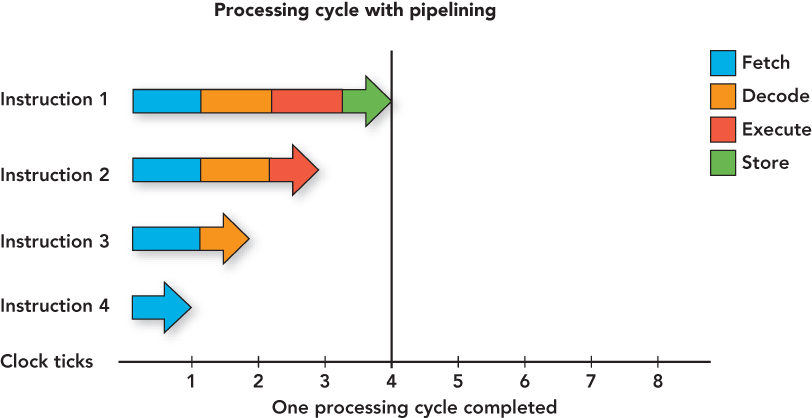 Processing cycle with pipelining
Fetch
Decode
Execute
Store
Instruction 1
Instruction 2
Instruction 3
Instruction 4
Clock ticks
1 2 3 4 5 6 7 8
One processing cycle completed